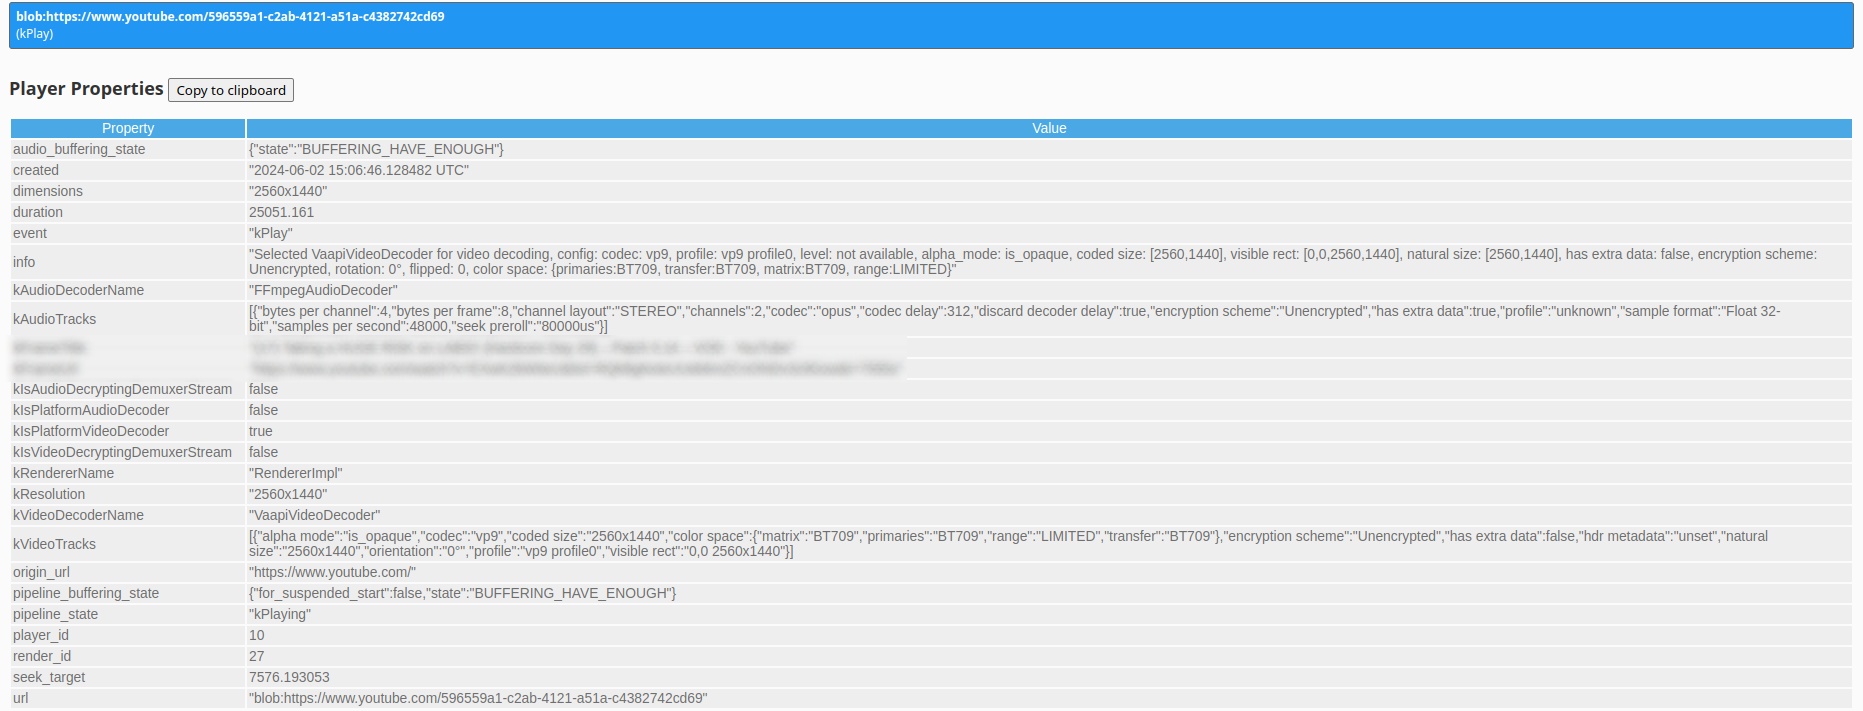 blob:https://www.youtube.com/596559a1-c2ab-4121-a51a-c4382742cd69
(kPlay)
Player Properties Copy to clipboard
Property Value
audio_buffering_state {"state":"BUFFERING_HAVE_ENOUGH"}
created "2024-06-02 15:06:46.128482 UTC"
dimensions "2560x1440"
duration 25051.161
event "kPlay"
info "Selected VaapiVideoDecoder for video decoding, config: codec: vp9, profile: vp9 profile0, level: not available, alpha_mode: is_opaque, coded size: [2560,1440], visible rect: [0,0,2560,1440], natural size: [2560,1440], has extra data: false, encryption scheme:
Unencrypted, rotation: 0°, flipped: 0, color space: {primaries:BT709, transfer:BT709, matrix:BT709, range:LIMITED}"
kAudioDecoderName "FFmpegAudioDecoder"
kAudioTracks [{"bytes per channel":4,"bytes per frame":8,"channel layout":"STEREO","channels":2,"codec":"opus","codec delay":312,"discard decoder delay":true,"encryption scheme":"Unencrypted","has extra data":true,"profile":"unknown","sample format":"Float 32-
bit","samples per second":48000,"seek preroll":"80000us"}]
kIsAudioDecryptingDemuxerStream false
kIsPlatformAudioDecoder false
kIsPlatformVideoDecoder true
kIsVideoDecryptingDemuxerStream false
kRendererName "RendererImpl"
kResolution "2560x1440"
kVideoDecoderName "VaapiVideoDecoder"
kVideoTracks [{"alpha mode":"is_opaque","codec":"vp9","coded size":"2560x1440","color space":{"matrix":"BT709","primaries":"BT709","range":"LIMITED","transfer":"BT709"},"encryption scheme":"Unencrypted","has extra data":false,"hdr metadata":"unset","natural
size":"2560x1440","orientation":"0°","profile":"vp9 profile0","visible rect":"0,0 2560x1440"}]
origin_url "https://www.youtube.com/"
pipeline_buffering_state {"for_suspended_start":false,"state":"BUFFERING_HAVE_ENOUGH"}
pipeline_state "kPlaying"
player_id 10
render_id 27
seek_target 7576.193053
url "blob:https://www.youtube.com/596559a1-c2ab-4121-a51a-c4382742cd69"